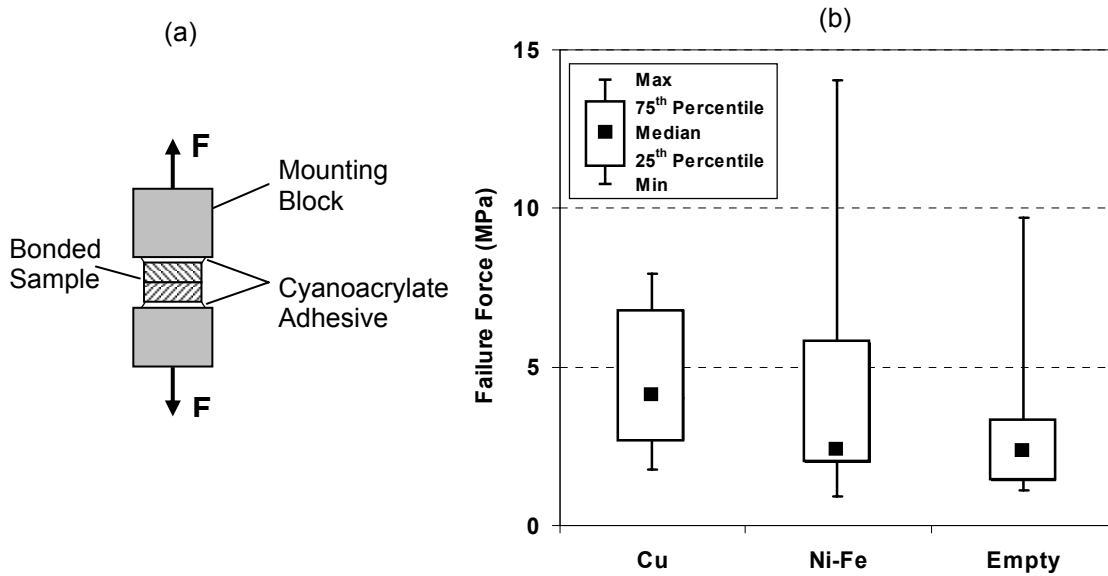 (a)
F
Mounting
Block
Bonded
Sample
Cyanoacrylate
Adhesive
F
(b)
Failure Force (MPa)
15
10
5
0
Max
75th Percentile
Median
25th Percentile
Min
Cu
Ni-Fe
Empty